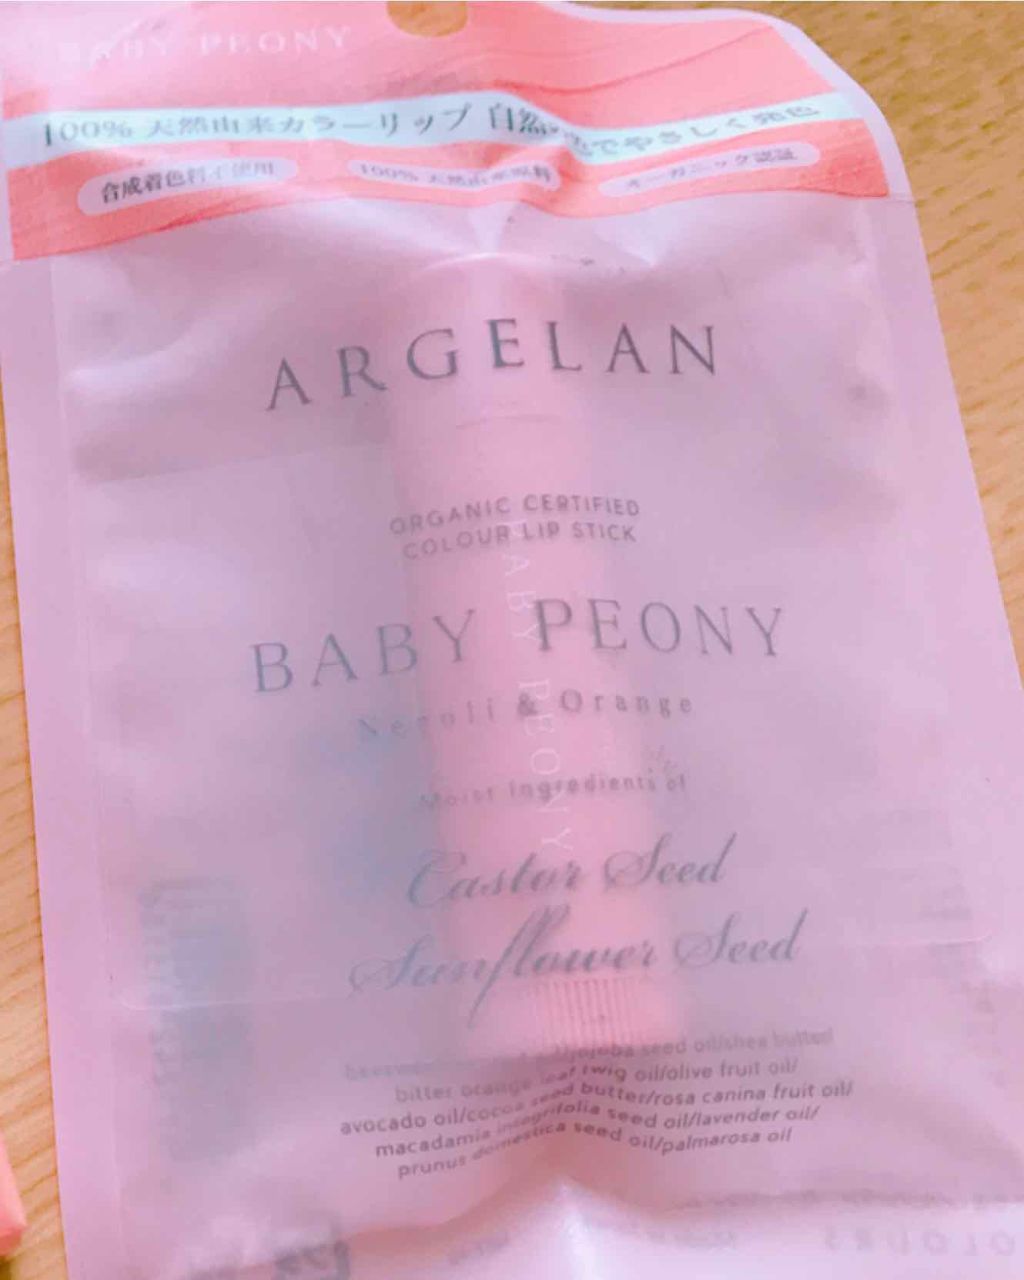 BABY PEONY
100% 天然由来カラーリップ 自然な色でやさしく発色
合成着色料不使用
100% 天然由来原料
オーガニック認証
ARGELAN
ORGANIC CERTIFIED
COLOUR LIP STICK
BABY PEONY
BABY PEONY
Neroli & Orange
Moist Ingredients of
Castor Seed
Sunflower Seed
beeswax jojoba seed oil/shea butter/
bitter orange leaf twig oil/olive fruit oil/
avocado oil/cocoa seed butter/rosa canina fruit oil/
macadamia integrifolia seed oil/lavender oil/
prunus domestica seed oil/palmarosa oil